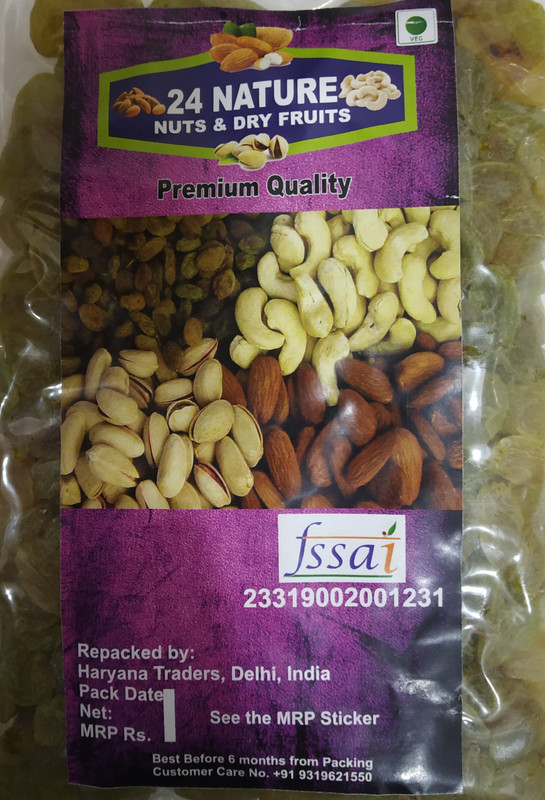 VEG
24 NATURE
NUTS & DRY FRUITS
Premium Quality
fssai
23319002001231
Repacked by:
Haryana Traders, Delhi, India
Pack Date
Net:
See the MRP Sticker
MRP Rs.
Best Before 6 months from Packing
Customer Care No. +91 9319621550